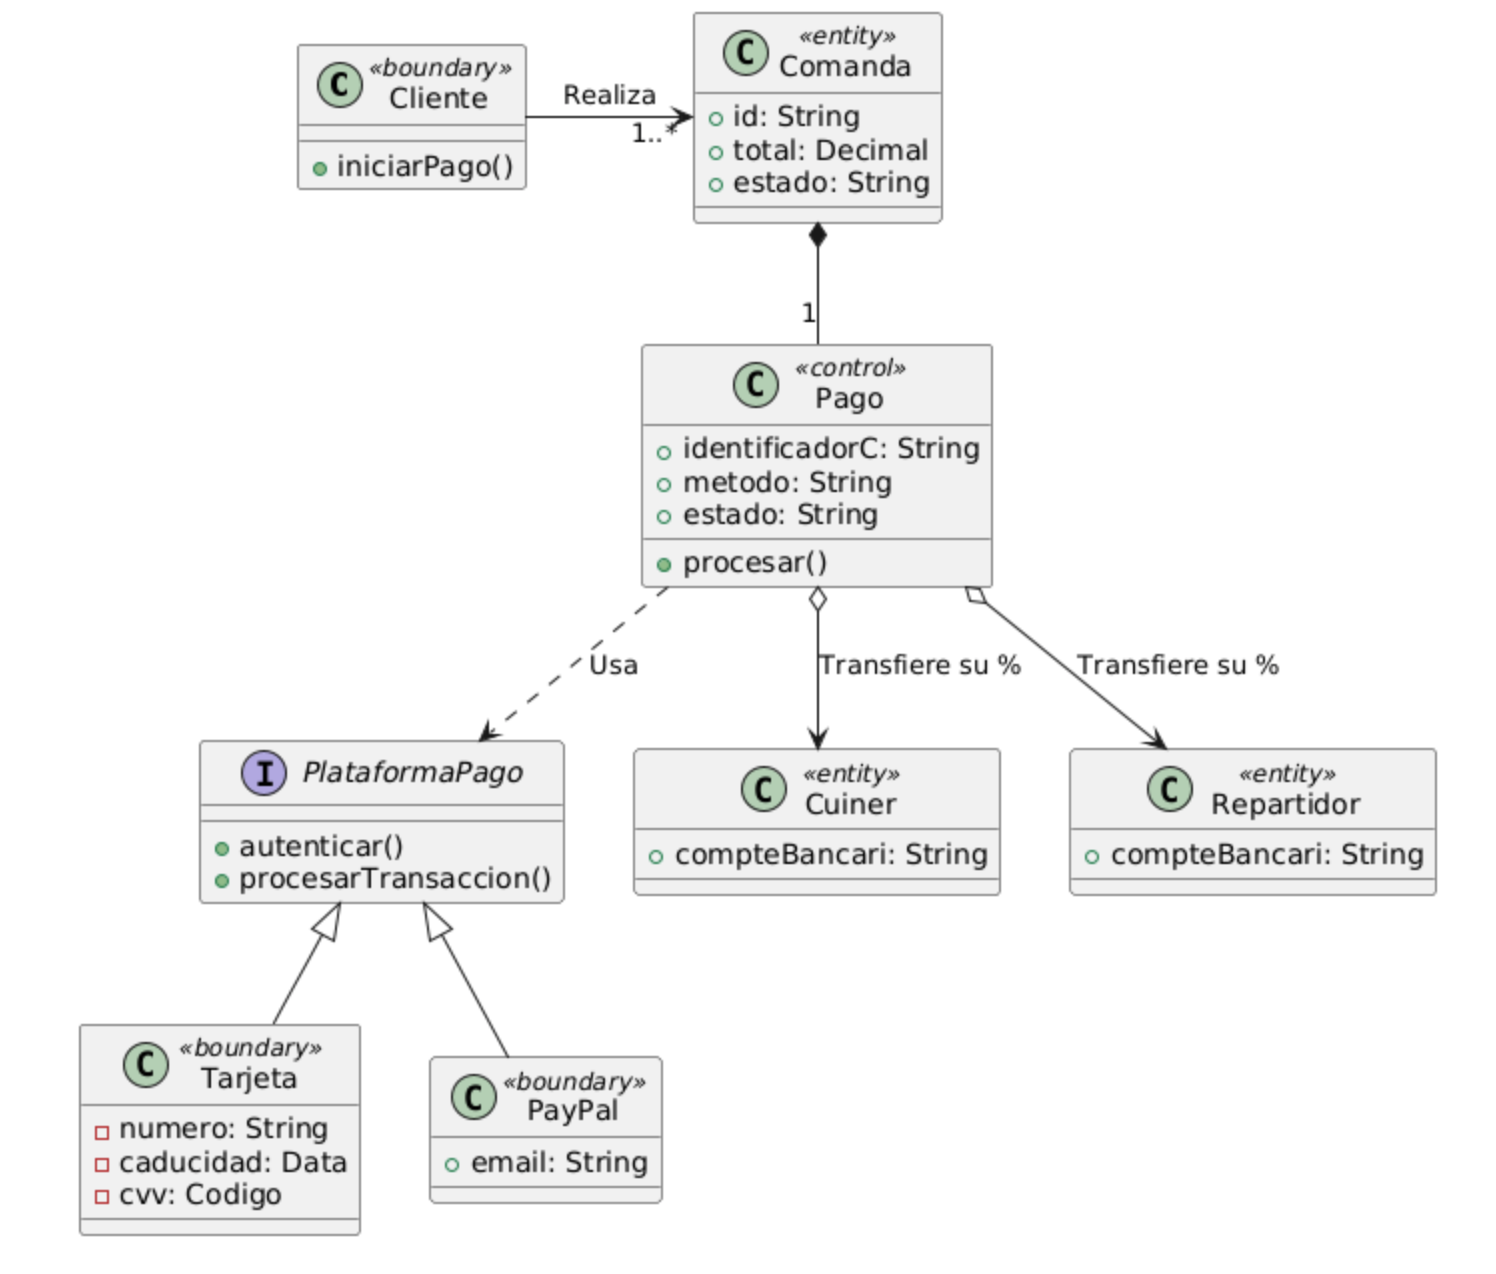 «boundary»
C
Cliente
iniciarPago()
Realiza
1..*
«entity»
C
Comanda
id: String
total: Decimal
estado: String
1
«control»
C
Pago
identificadorC: String
metodo: String
estado: String
procesar()
Usa
Transfiere su %
Transfiere su %
I
PlataformaPago
autenticar()
procesarTransaccion()
«entity»
C
Cuiner
compteBancari: String
«entity»
C
Repartidor
compteBancari: String
«boundary»
C
Tarjeta
numero: String
caducidad: Data
cvv: Codigo
«boundary»
C
PayPal
email: String